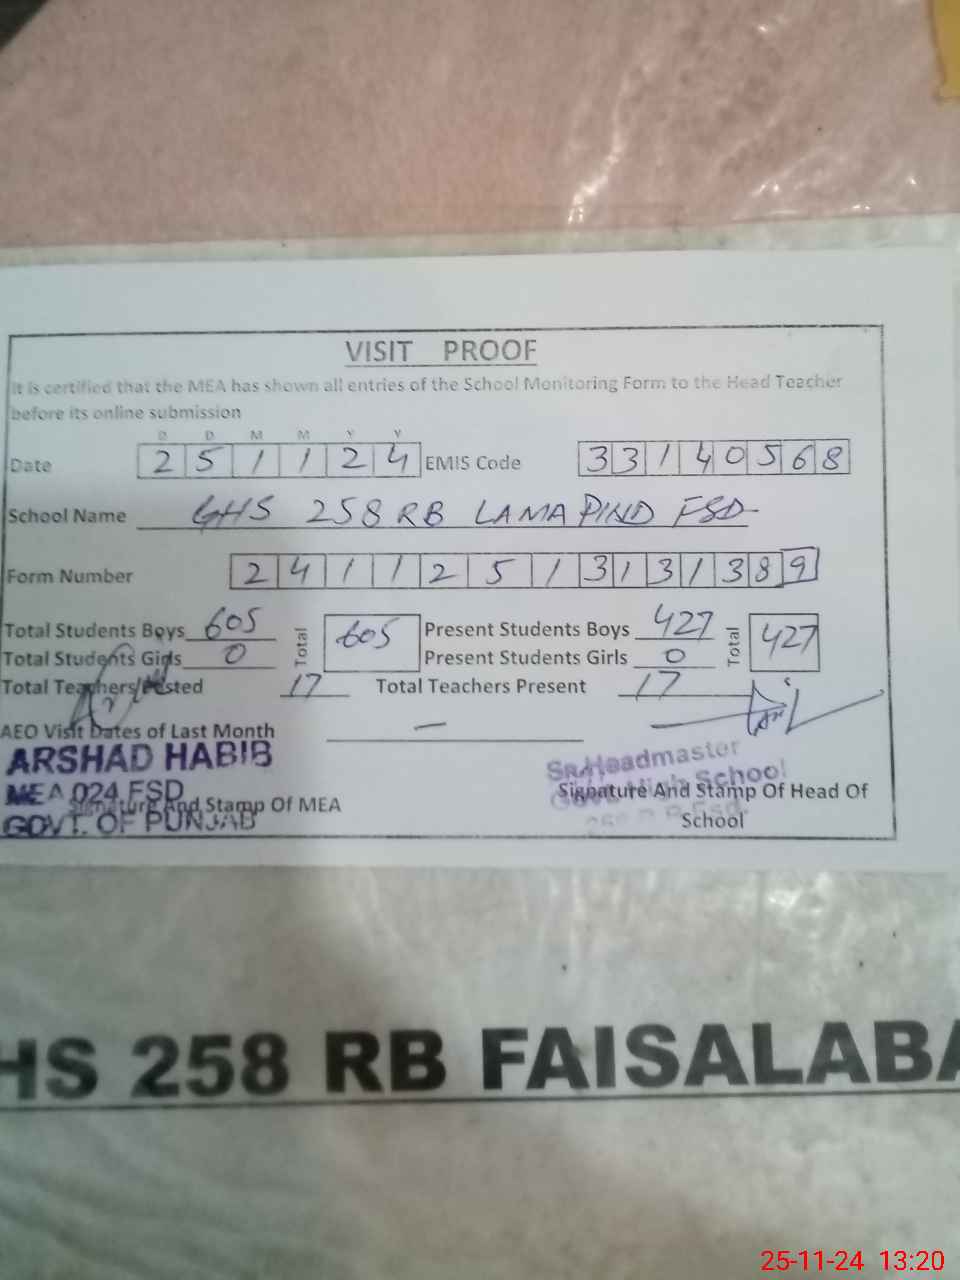 VISIT PROOF
It is certified that the MEA has shown all entries of the School Monitoring Form to the Head Teacher
before its online submission
D D M M Y Y
Date 2 5 1 1 2 4 EMIS Code 3 3 1 4 0 5 6 8
School Name GHS 258 RB LAMA PIND FSD
Form Number 2 4 1 1 2 5 1 3 1 3 1 3 8 9
Total Students Boys 605 Total 605 Present Students Boys 427 Total 427
Total Students Girls 0 Present Students Girls 0
Total Teachers Posted 17 Total Teachers Present 17
AEO Visit Dates of Last Month —
ARSHAD HABIB
MEA 024 FSD
GOVT. OF PUNJAB
Signature And Stamp Of MEA
Sr. Headmaster
Govt. High School
Signature And Stamp Of Head Of
School
HS 258 RB FAISALABA
25-11-24 13:20